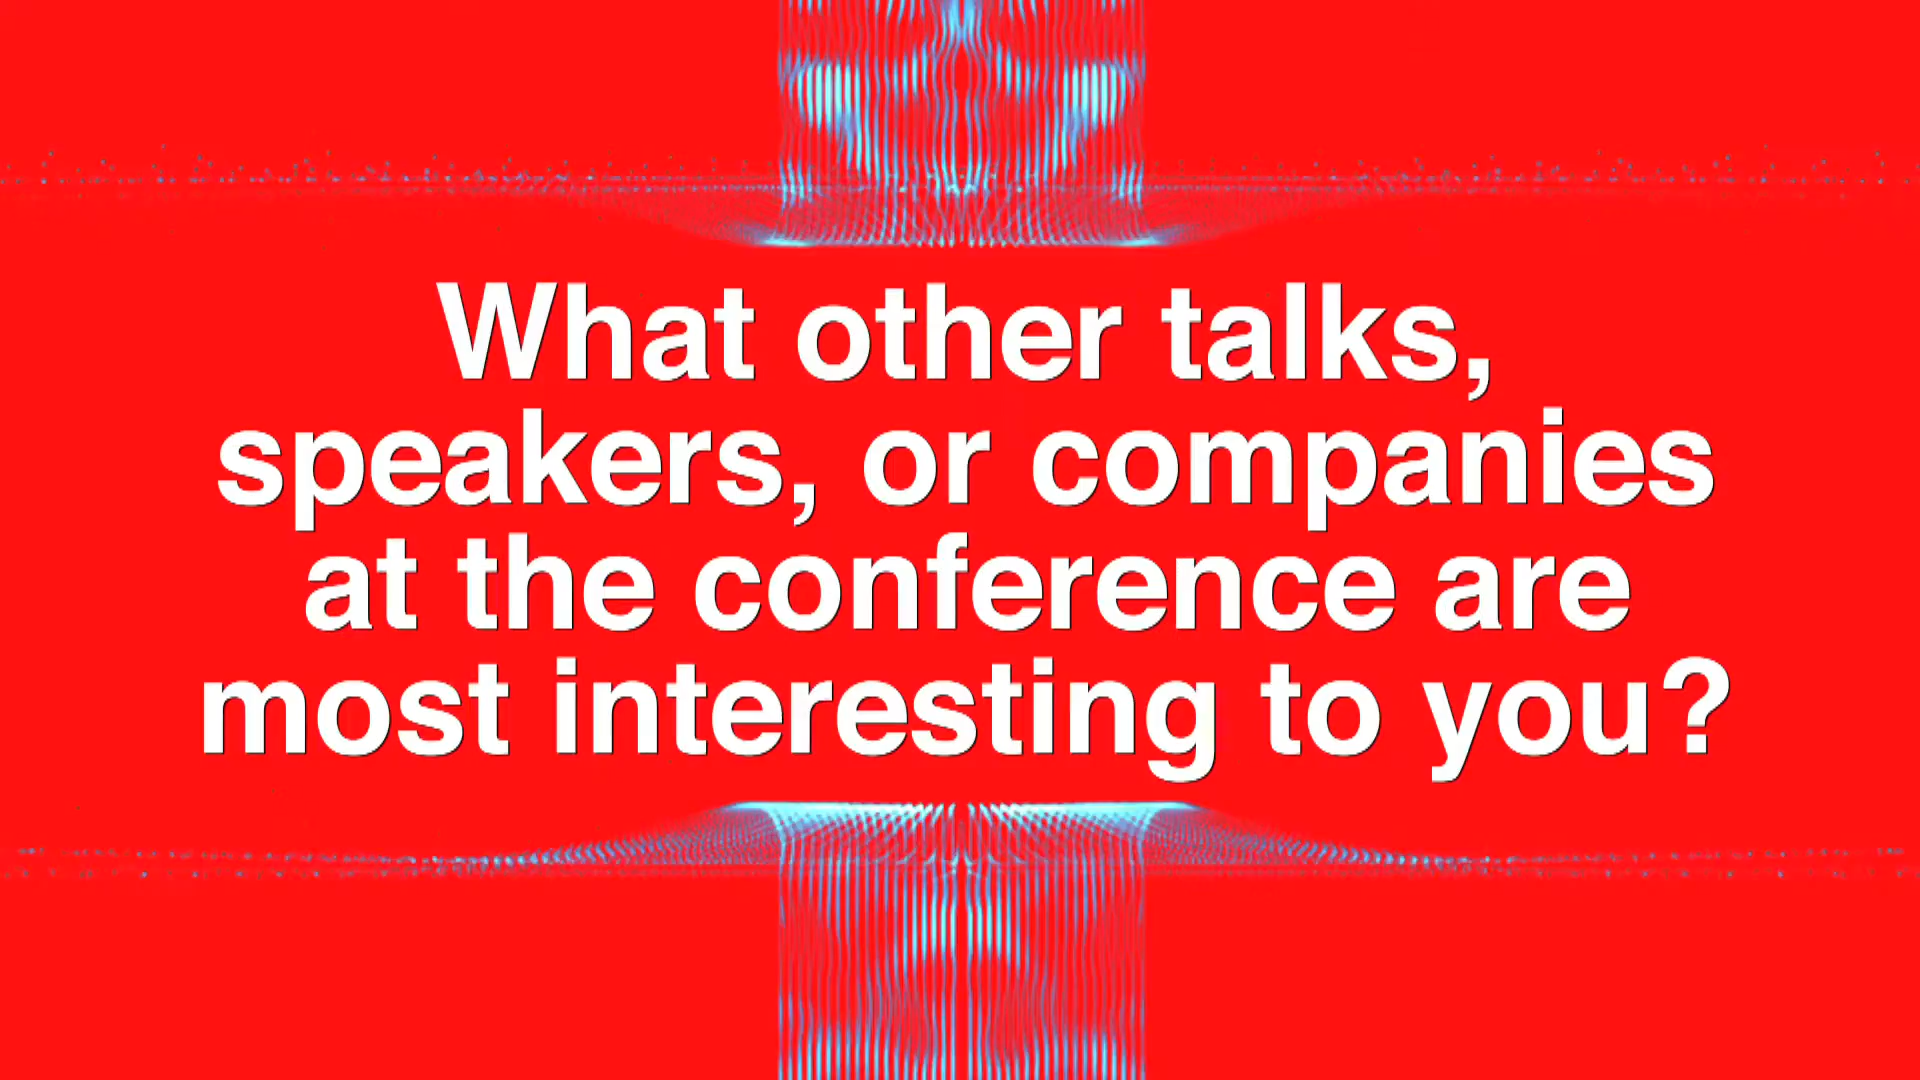 What other talks,
speakers, or companies
at the conference are
most interesting to you?